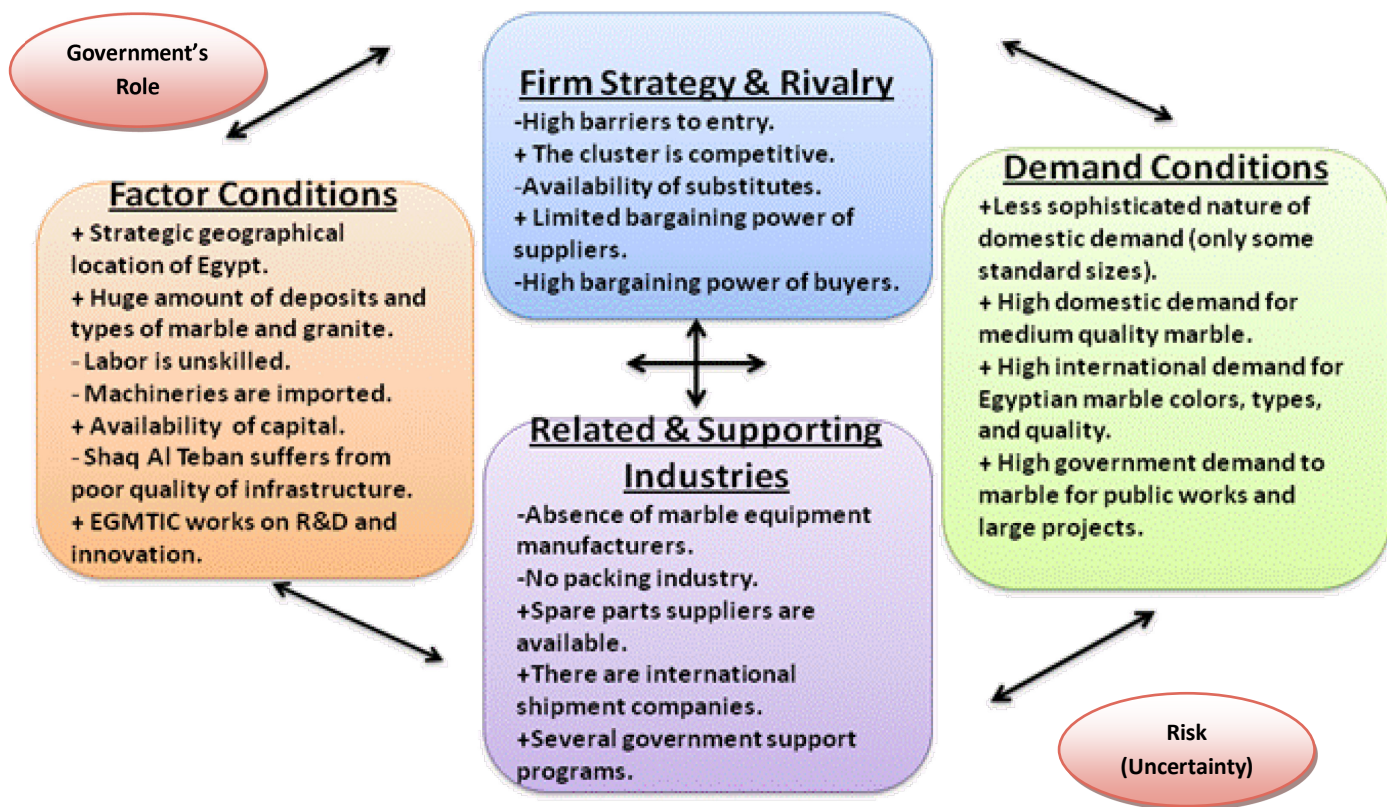 Government’s
Role
Firm Strategy & Rivalry
-High barriers to entry.
+ The cluster is competitive.
-Availability of substitutes.
+ Limited bargaining power of
suppliers.
-High bargaining power of buyers.
Factor Conditions
+ Strategic geographical
location of Egypt.
+ Huge amount of deposits and
types of marble and granite.
- Labor is unskilled.
- Machineries are imported.
+ Availability of capital.
- Shaq Al Teban suffers from
poor quality of infrastructure.
+ EGMTIC works on R&D and
innovation.
Demand Conditions
+Less sophisticated nature of
domestic demand (only some
standard sizes).
+ High domestic demand for
medium quality marble.
+ High international demand for
Egyptian marble colors, types,
and quality.
+ High government demand to
marble for public works and
large projects.
Related & Supporting
Industries
-Absence of marble equipment
manufacturers.
-No packing industry.
+Spare parts suppliers are
available.
+There are international
shipment companies.
+Several government support
programs.
Risk
(Uncertainty)